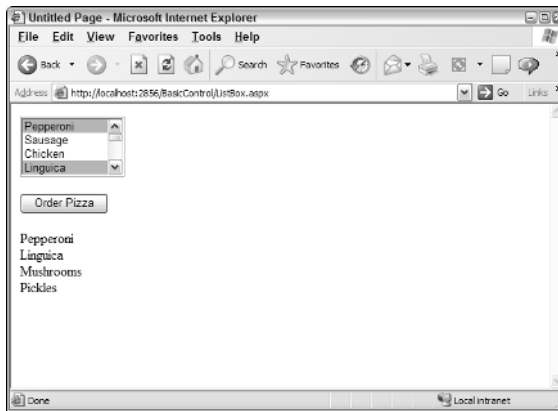 Untitled Page - Microsoft Internet Explorer
File Edit View Favorites Tools Help
Back Search Favorites
Address http://localhost:2856/BasicControl/ListBox.aspx Go Links
Pepperoni
Sausage
Chicken
Linguica
Order Pizza
Pepperoni
Linguica
Mushrooms
Pickles
Done Local intranet